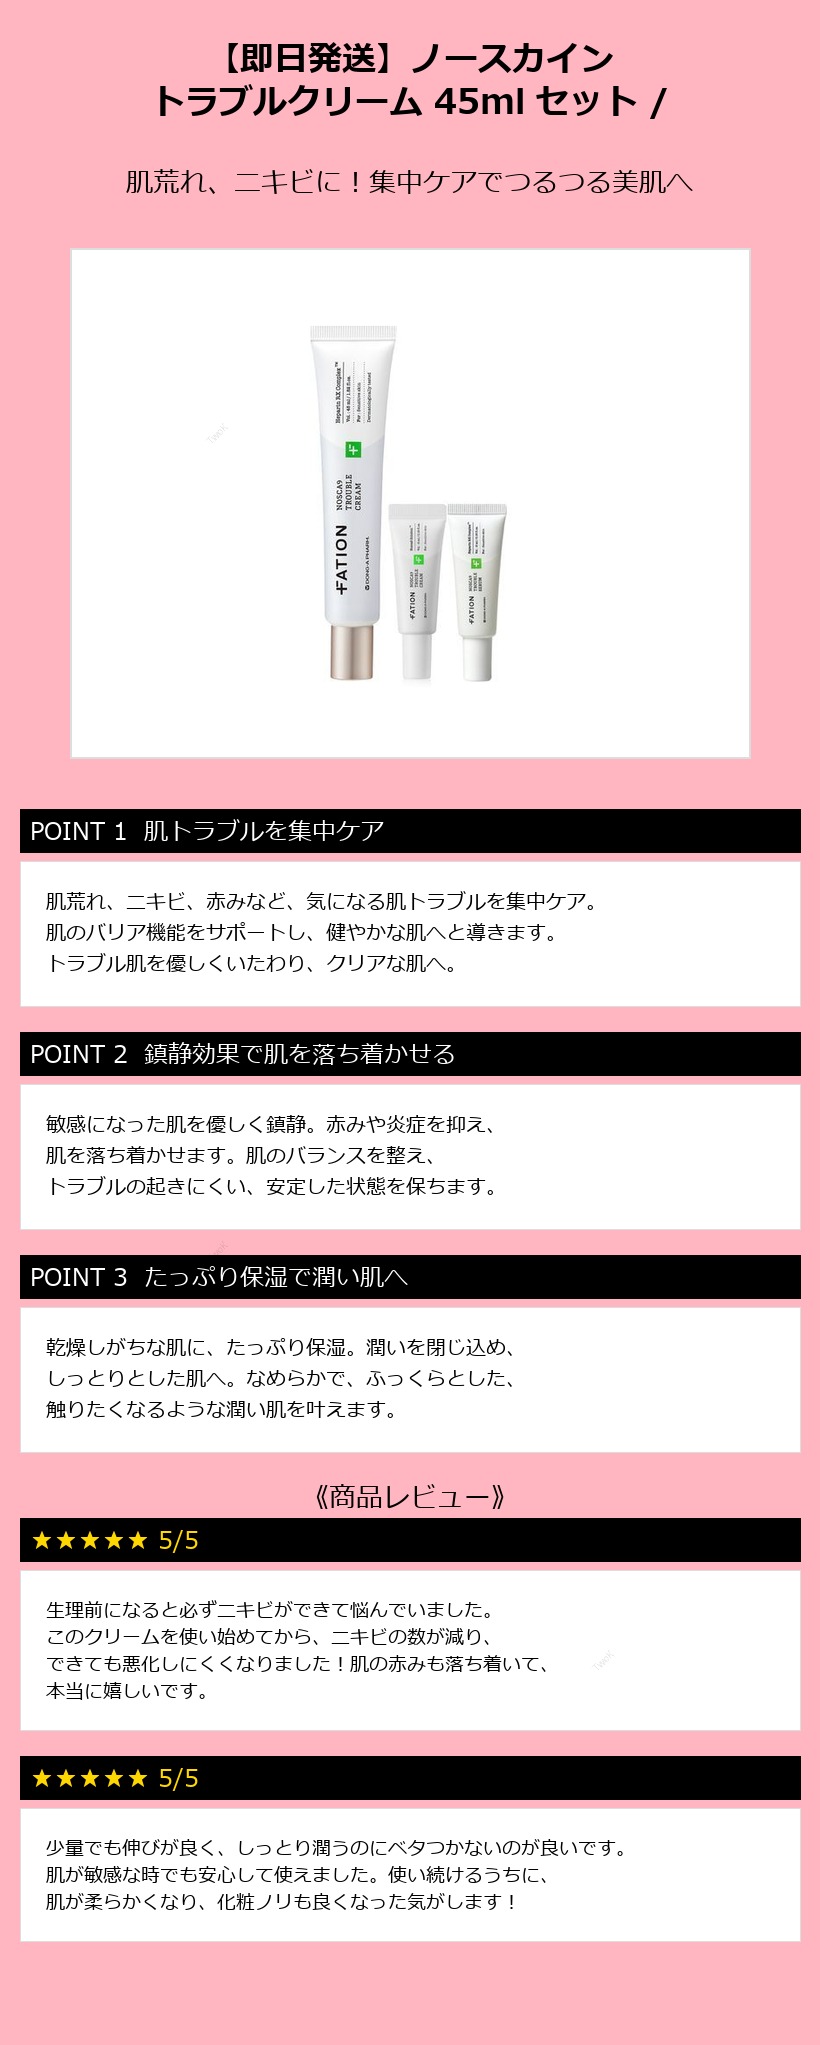 【即日発送】ノースカイン
トラブルクリーム 45ml セット /
肌荒れ、ニキビに！集中ケアでつるつる美肌へ
Heparin RX Complex™
For : Sensitive skin
Dermatologically tested
NOSCA9
TROUBLE
CREAM
FATION
DONG-A PHARM.
NOSCA9
TROUBLE
CREAM
FATION
NOSCA9
TROUBLE
SERUM
FATION
POINT 1 肌トラブルを集中ケア
肌荒れ、ニキビ、赤みなど、気になる肌トラブルを集中ケア。
肌のバリア機能をサポートし、健やかな肌へと導きます。
トラブル肌を優しくいたわり、クリアな肌へ。
POINT 2 鎮静効果で肌を落ち着かせる
敏感になった肌を優しく鎮静。赤みや炎症を抑え、
肌を落ち着かせます。肌のバランスを整え、
トラブルの起きにくい、安定した状態を保ちます。
POINT 3 たっぷり保湿で潤い肌へ
乾燥しがちな肌に、たっぷり保湿。潤いを閉じ込め、
しっとりとした肌へ。なめらかで、ふっくらとした、
触りたくなるような潤い肌を叶えます。
《商品レビュー》
★★★★★ 5/5
生理前になると必ずニキビができて悩んでいました。
このクリームを使い始めてから、ニキビの数が減り、
できても悪化しにくくなりました！肌の赤みも落ち着いて、
本当に嬉しいです。
★★★★★ 5/5
少量でも伸びが良く、しっとり潤うのにベタつかないのが良いです。
肌が敏感な時でも安心して使えました。使い続けるうちに、
肌が柔らかくなり、化粧ノリも良くなった気がします！